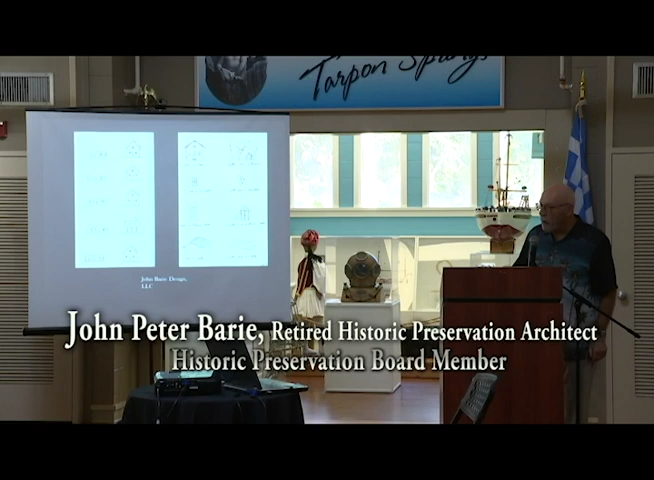 Tarpon Springs
John Barie Design,
LLC
John Peter Barie, Retired Historic Preservation Architect
Historic Preservation Board Member